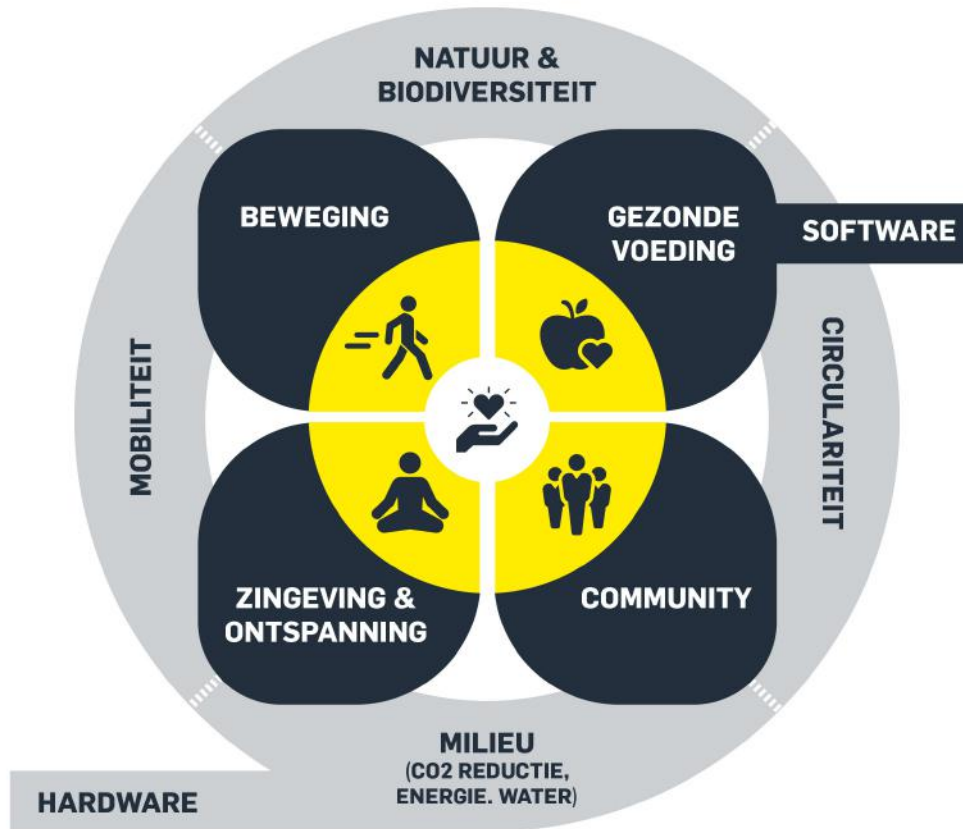 NATUUR &
BIODIVERSITEIT
BEWEGING
GEZONDE
VOEDING
SOFTWARE
MOBILITEIT
CIRCULARITEIT
ZINGEVING &
ONTSPANNING
COMMUNITY
MILIEU
(CO2 REDUCTIE,
ENERGIE. WATER)
HARDWARE